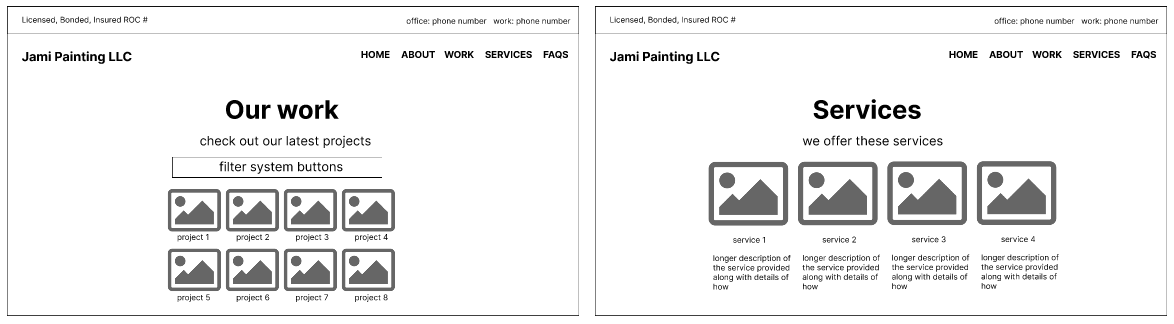 Licensed, Bonded, Insured ROC #
office: phone number work: phone number
Jami Painting LLC
HOME ABOUT WORK SERVICES FAQS
Our work
check out our latest projects
filter system buttons
project 1 project 2 project 3 project 4
project 5 project 6 project 7 project 8
Licensed, Bonded, Insured ROC #
office: phone number work: phone number
Jami Painting LLC
HOME ABOUT WORK SERVICES FAQS
Services
we offer these services
service 1
longer description of
the service provided
along with details of
how
service 2
longer description of
the service provided
along with details of
how
service 3
longer description of
the service provided
along with details of
how
service 4
longer description of
the service provided
along with details of
how